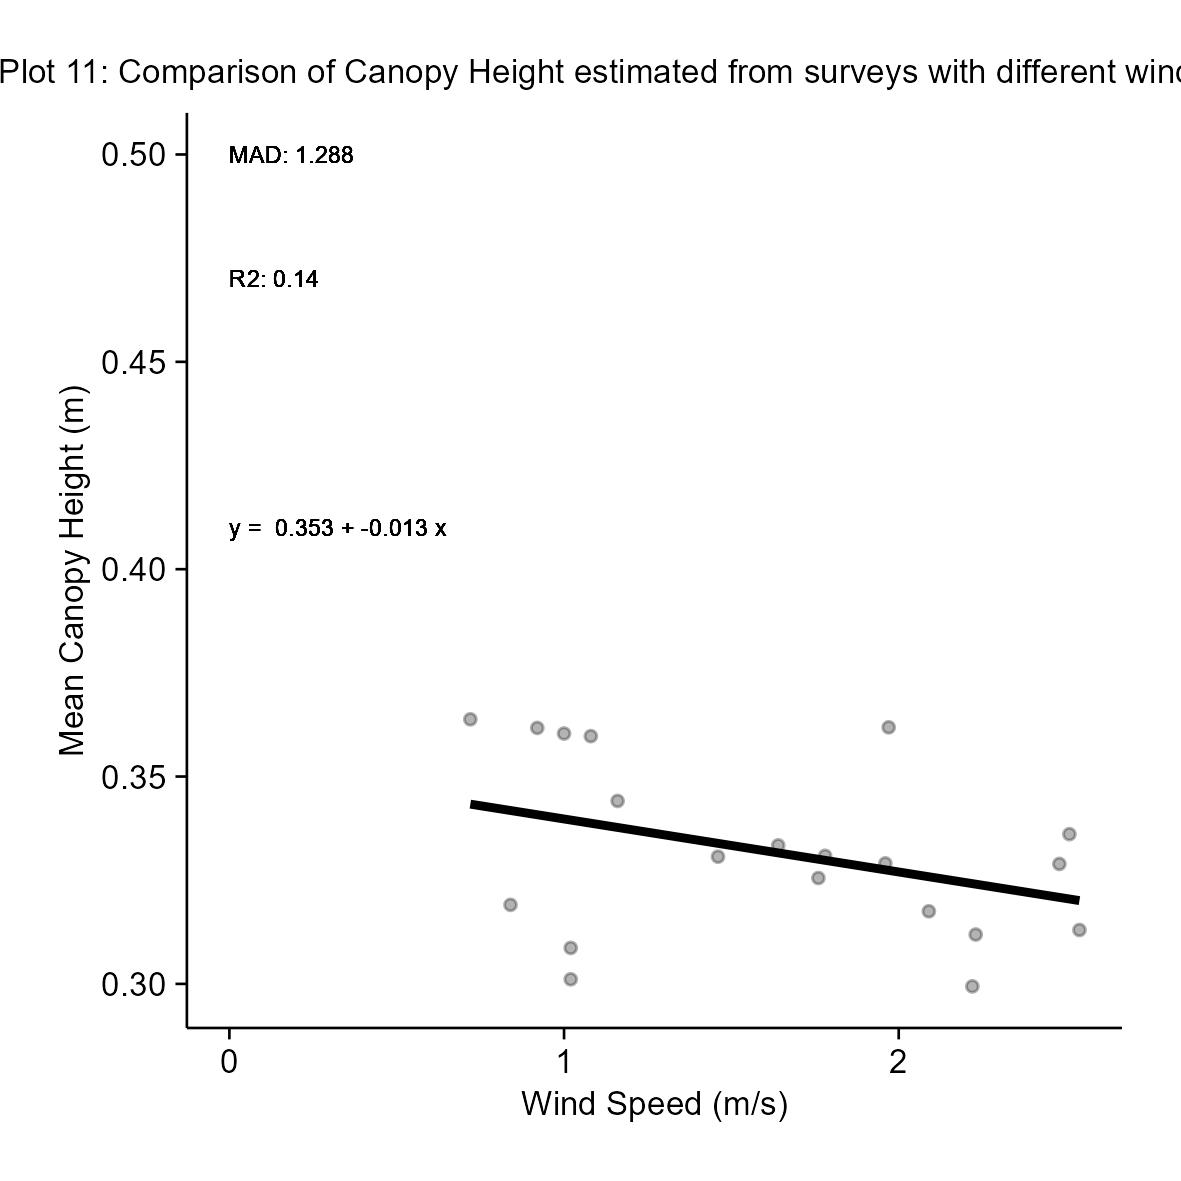 Plot 11: Comparison of Canopy Height estimated from surveys with different
0.50
MAD: 1.288
R2: 0.14
0.45
y =  0.353 + -0.013 x
0.40
0.35
0.30
Mean Canopy Height (m)
0 1 2
Wind Speed (m/s)